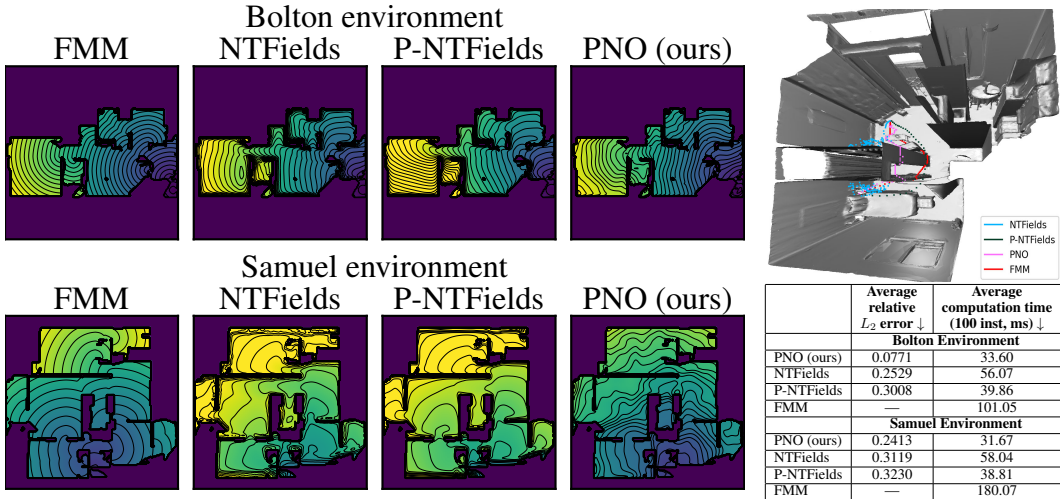 Bolton environment
FMM NTFields P-NTFields PNO (ours)
Samuel environment
FMM NTFields P-NTFields PNO (ours)
NTFields
P-NTFields
PNO
FMM
Average relative L₂ error ↓ Average computation time (100 inst, ms) ↓
Bolton Environment
PNO (ours) 0.0771 33.60
NTFields 0.2529 56.07
P-NTFields 0.3008 39.86
FMM — 101.05
Samuel Environment
PNO (ours) 0.2413 31.67
NTFields 0.3119 58.04
P-NTFields 0.3230 38.81
FMM — 180.07